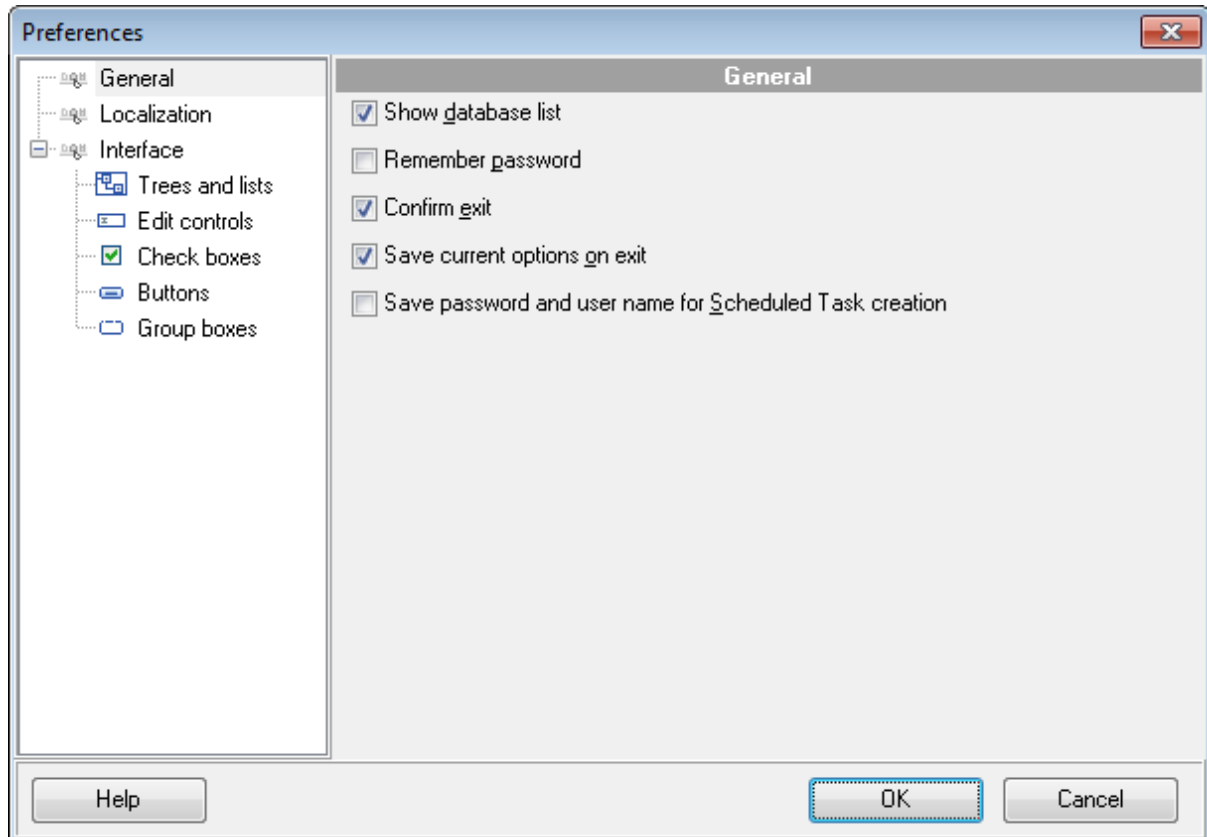 Preferences
General
Localization
Interface
Trees and lists
Edit controls
Check boxes
Buttons
Group boxes
General
Show database list
Remember password
Confirm exit
Save current options on exit
Save password and user name for Scheduled Task creation
Help
OK
Cancel